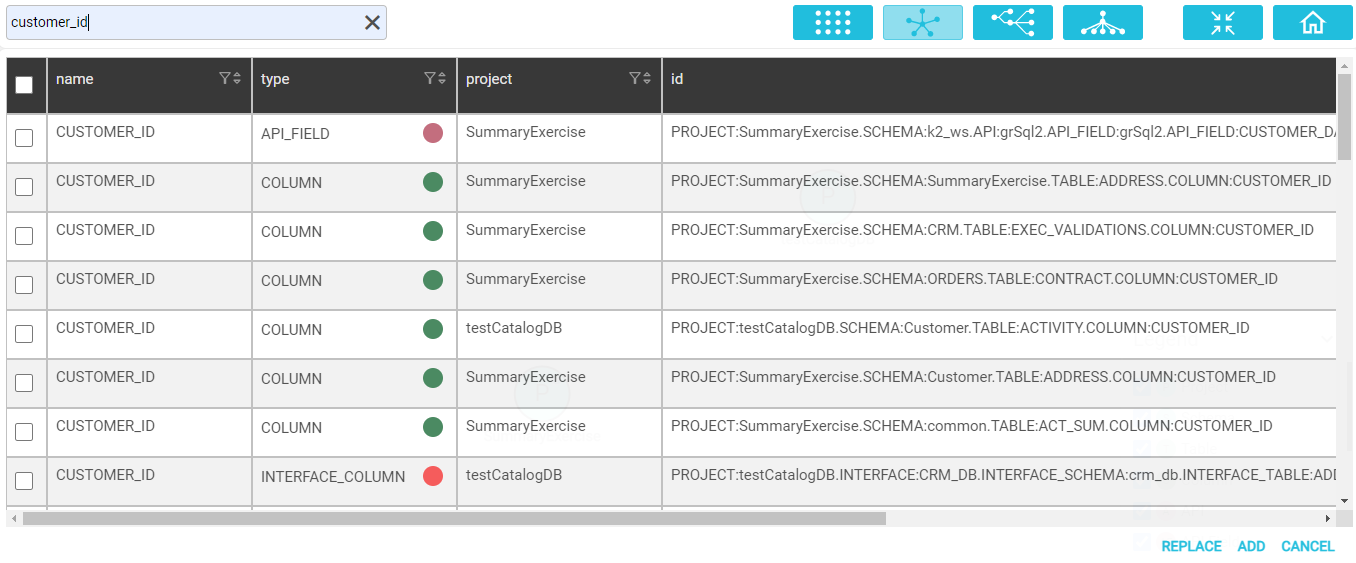 customer_id
name type project id
CUSTOMER_ID API_FIELD SummaryExercise PROJECT:SummaryExercise.SCHEMA:k2_ws.API:grSql2.API_FIELD:grSql2.API_FIELD:CUSTOMER_DA
CUSTOMER_ID COLUMN SummaryExercise PROJECT:SummaryExercise.SCHEMA:SummaryExercise.TABLE:ADDRESS.COLUMN:CUSTOMER_ID
CUSTOMER_ID COLUMN SummaryExercise PROJECT:SummaryExercise.SCHEMA:CRM.TABLE:EXEC_VALIDATIONS.COLUMN:CUSTOMER_ID
CUSTOMER_ID COLUMN SummaryExercise PROJECT:SummaryExercise.SCHEMA:ORDERS.TABLE:CONTRACT.COLUMN:CUSTOMER_ID
CUSTOMER_ID COLUMN testCatalogDB PROJECT:testCatalogDB.SCHEMA:Customer.TABLE:ACTIVITY.COLUMN:CUSTOMER_ID
CUSTOMER_ID COLUMN SummaryExercise PROJECT:SummaryExercise.SCHEMA:Customer.TABLE:ADDRESS.COLUMN:CUSTOMER_ID
CUSTOMER_ID COLUMN SummaryExercise PROJECT:SummaryExercise.SCHEMA:common.TABLE:ACT_SUM.COLUMN:CUSTOMER_ID
CUSTOMER_ID INTERFACE_COLUMN testCatalogDB PROJECT:testCatalogDB.INTERFACE:CRM_DB.INTERFACE_SCHEMA:crm_db.INTERFACE_TABLE:ADD
REPLACE ADD CANCEL